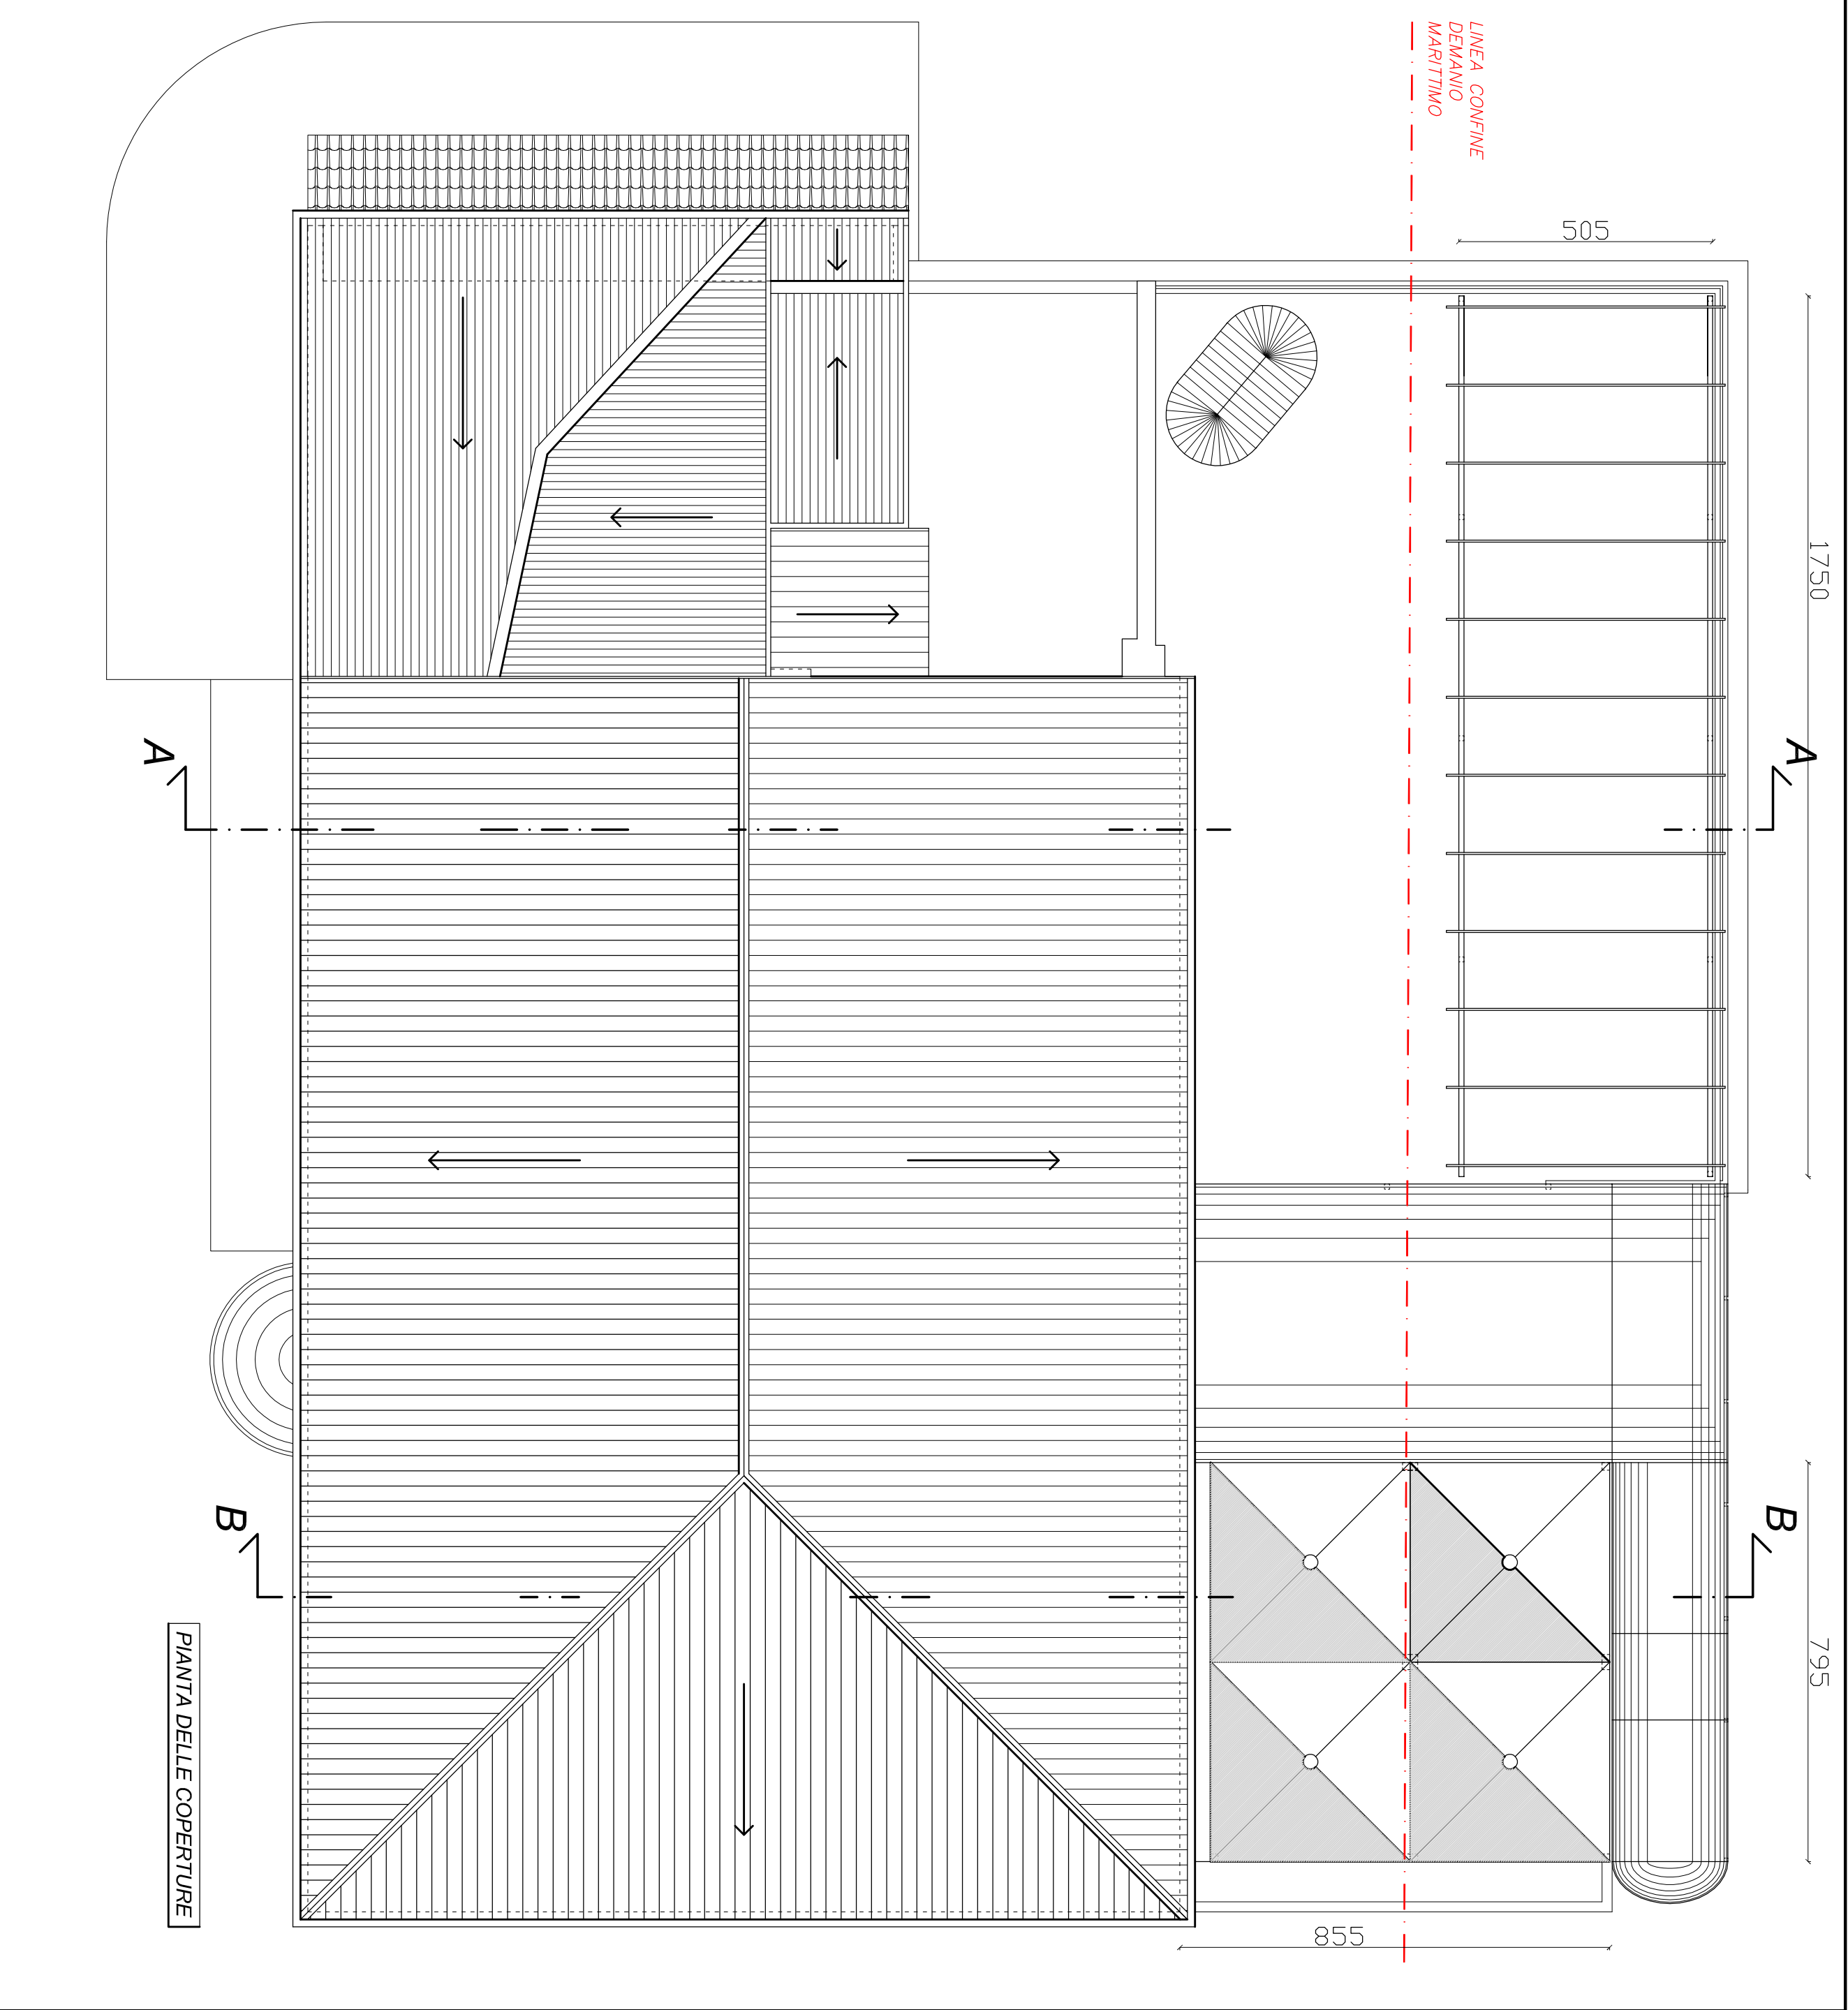 LINEA CONFINE
DEMANIO
MARITTIMO
505
1750
A
A
B
B
795
855
PIANTA DELLE COPERTURE